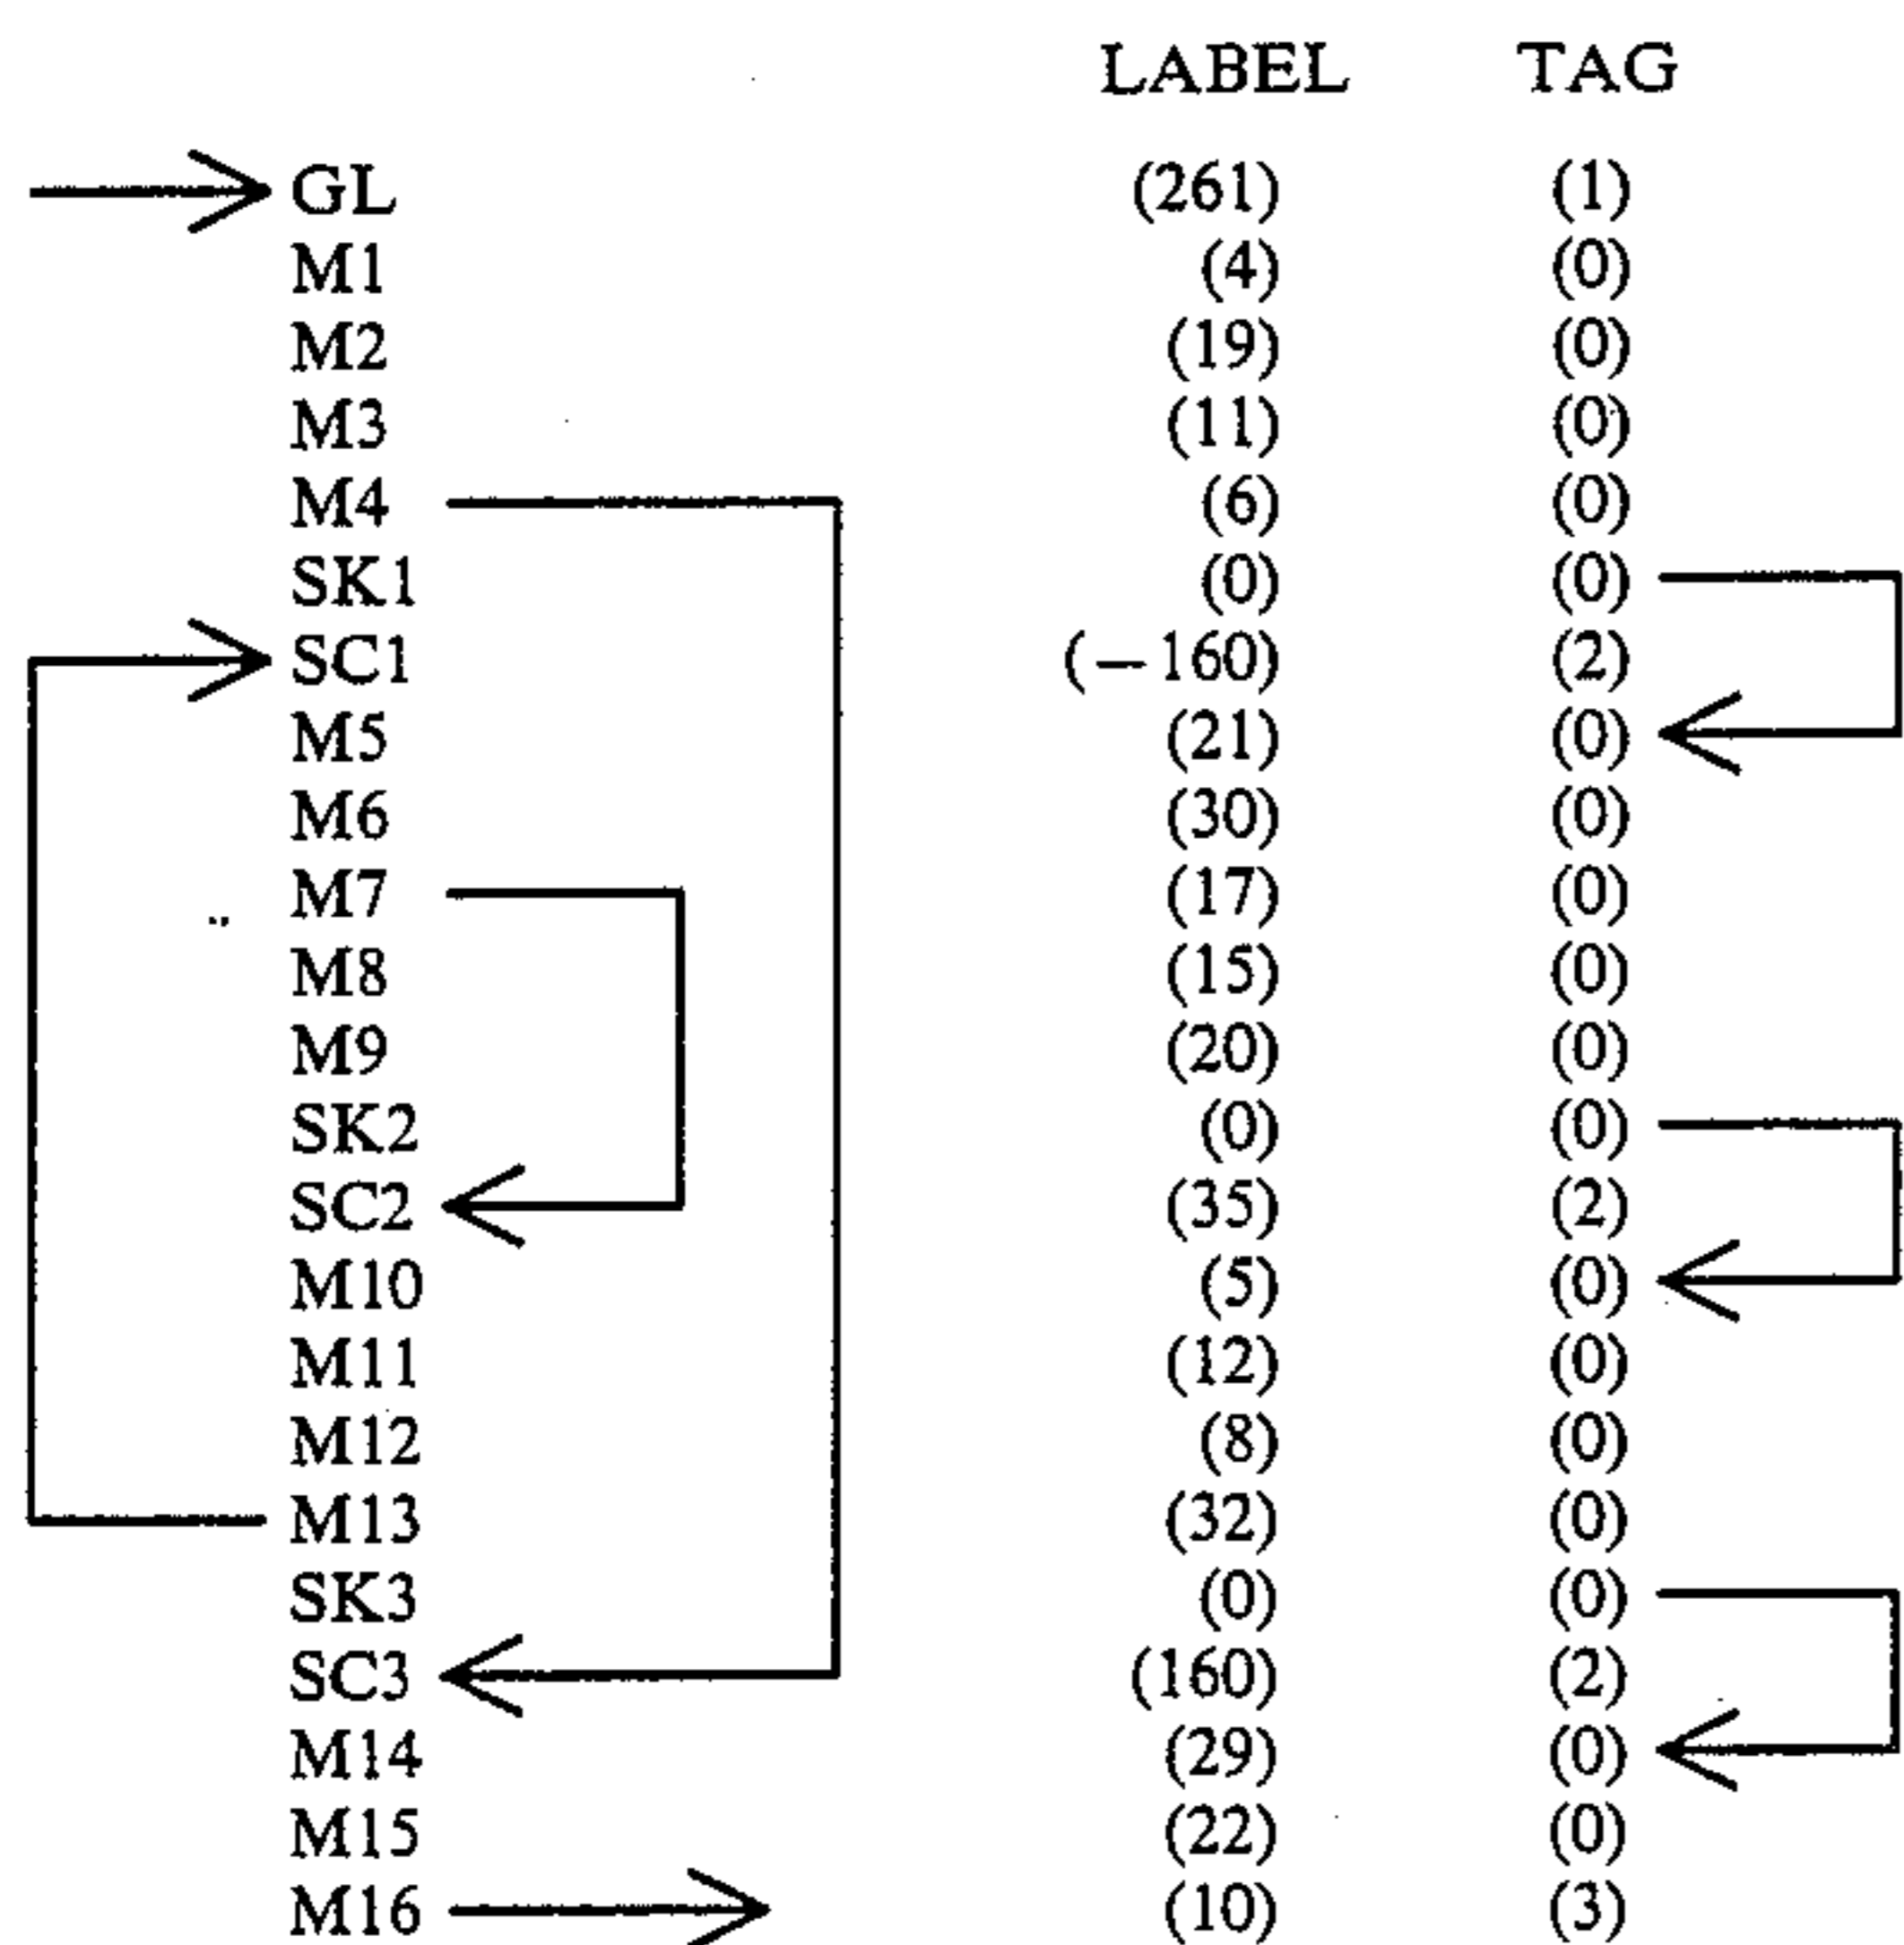 LABEL TAG
GL (261) (1)
M1 (4) (0)
M2 (19) (0)
M3 (11) (0)
M4 (6) (0)
SK1 (0) (0)
SC1 (−160) (2)
M5 (21) (0)
M6 (30) (0)
M7 (17) (0)
M8 (15) (0)
M9 (20) (0)
SK2 (0) (0)
SC2 (35) (2)
M10 (5) (0)
M11 (12) (0)
M12 (8) (0)
M13 (32) (0)
SK3 (0) (0)
SC3 (160) (2)
M14 (29) (0)
M15 (22) (0)
M16 (10) (3)